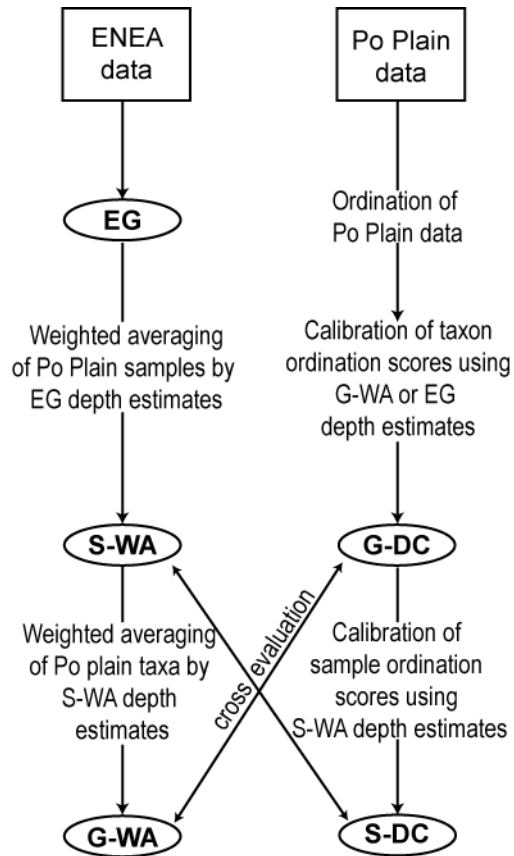 ENEA
data
Po Plain
data
EG
Ordination of
Po Plain data
Weighted averaging
of Po Plain samples by
EG depth estimates
Calibration of taxon
ordination scores using
G-WA or EG
depth estimates
S-WA
G-DC
Weighted averaging
of Po plain taxa by
S-WA depth
estimates
cross evaluation
Calibration of
sample ordination
scores using
S-WA depth estimates
G-WA
S-DC